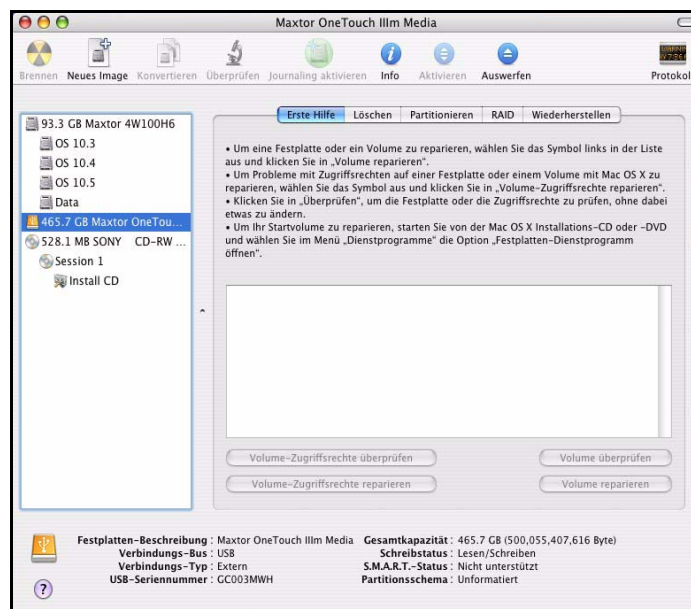 Maxtor OneTouch IIIm Media
Brennen Neues Image Konvertieren Überprüfen Journaling aktivieren Info Aktivieren Auswerfen Protokol
93.3 GB Maxtor 4W100H6
OS 10.3
OS 10.4
OS 10.5
Data
465.7 GB Maxtor OneTou...
528.1 MB SONY CD-RW ...
Session 1
Install CD
Erste Hilfe Löschen Partitionieren RAID Wiederherstellen
• Um eine Festplatte oder ein Volume zu reparieren, wählen Sie das Symbol links in der Liste
aus und klicken Sie in „Volume reparieren“.
• Um Probleme mit Zugriffsrechten auf einer Festplatte oder einem Volume mit Mac OS X zu
reparieren, wählen Sie das Symbol aus und klicken Sie in „Volume-Zugriffsrechte reparieren“.
• Klicken Sie in „Überprüfen“, um die Festplatte oder die Zugriffsrechte zu prüfen, ohne dabei
etwas zu ändern.
• Um Ihr Startvolume zu reparieren, starten Sie von der Mac OS X Installations-CD oder -DVD
und wählen Sie im Menü „Dienstprogramme“ die Option „Festplatten-Dienstprogramm
öffnen“.
Volume-Zugriffsrechte überprüfen Volume überprüfen
Volume-Zugriffsrechte reparieren Volume reparieren
Festplatten-Beschreibung : Maxtor OneTouch IIIm Media Gesamtkapazität : 465.7 GB (500,055,407,616 Byte)
Verbindungs-Bus : USB Schreibstatus : Lesen/Schreiben
Verbindungs-Typ : Extern S.M.A.R.T.-Status : Nicht unterstützt
USB-Seriennummer : GC003MWH Partitionsschema : Unformatiert